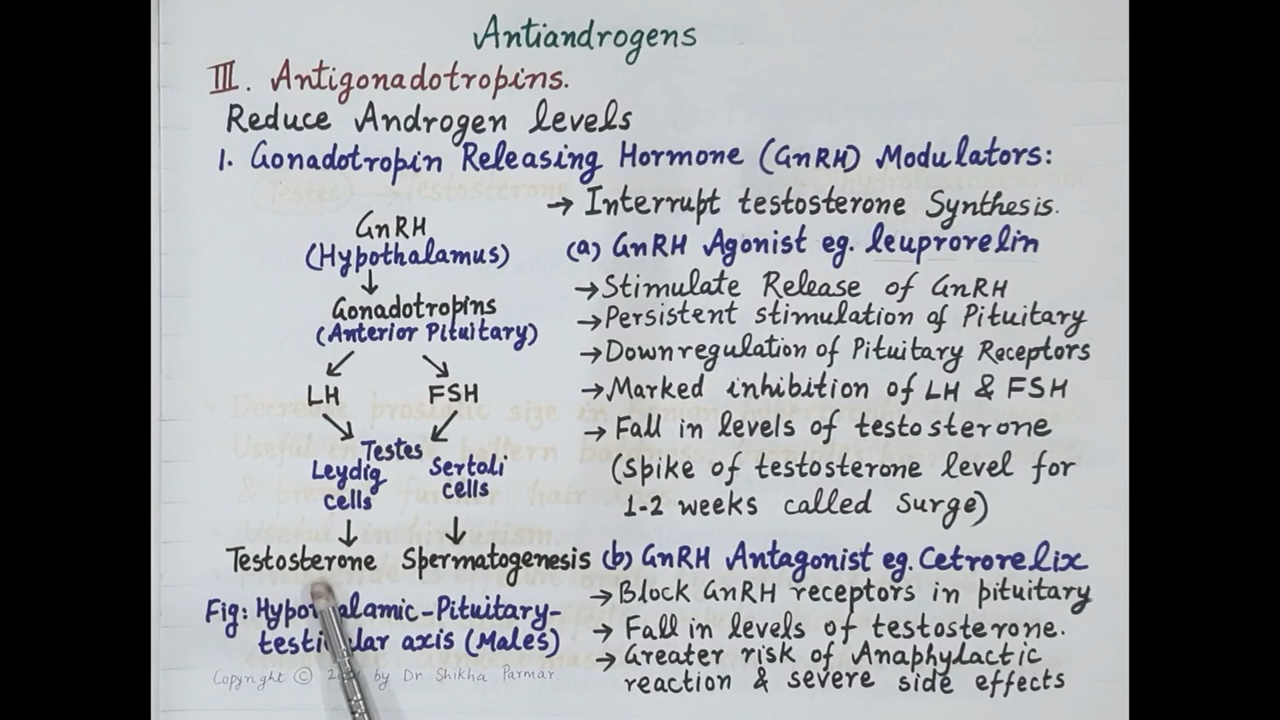 Antiandrogens
III. Antigonadotropins.
Reduce Androgen levels
1. Gonadotropin Releasing Hormone (GnRH) Modulators:
→ Interrupt testosterone Synthesis.
GnRH
(Hypothalamus)
↓
Gonadotropins
(Anterior Pituitary)
↙ ↘
LH FSH
↘ ↙
Testes
Leydig Sertoli
cells cells
↓ ↓
Testosterone Spermatogenesis
Fig: Hypothalamic-Pituitary-
testicular axis (Males)
(a) GnRH Agonist eg. leuprorelin
→ Stimulate Release of GnRH
→ Persistent stimulation of Pituitary
→ Downregulation of Pituitary Receptors
→ Marked inhibition of LH & FSH
→ Fall in levels of testosterone
(Spike of testosterone level for
1-2 weeks called Surge)
(b) GnRH Antagonist eg. Cetrorelix
→ Block GnRH receptors in pituitary
→ Fall in levels of testosterone.
→ Greater risk of Anaphylactic
reaction & severe side effects
Copyright © by Dr Shikha Parmar.